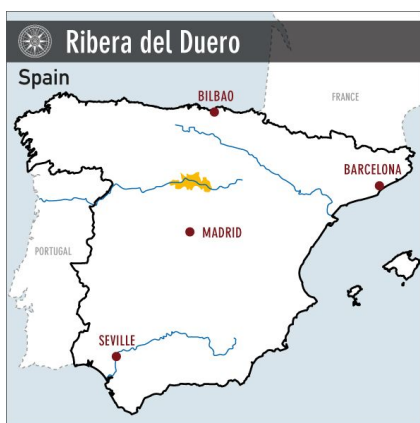 Ribera del Duero
Spain
BILBAO
FRANCE
BARCELONA
MADRID
PORTUGAL
SEVILLE